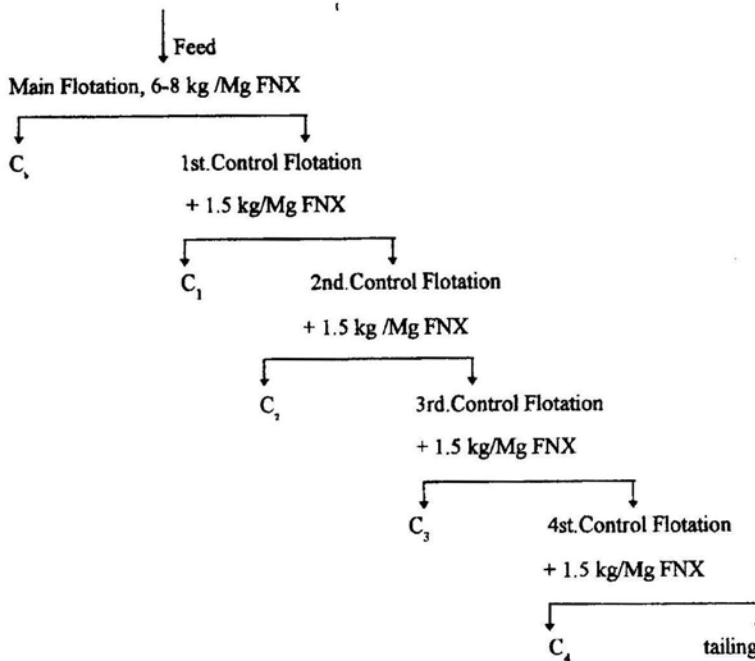 Feed
Main Flotation, 6-8 kg /Mg FNX
1st.Control Flotation
+ 1.5 kg/Mg FNX
C₁
2nd.Control Flotation
+ 1.5 kg /Mg FNX
3rd.Control Flotation
+ 1.5 kg/Mg FNX
C₃
4st.Control Flotation
+ 1.5 kg/Mg FNX
C₄
tailing